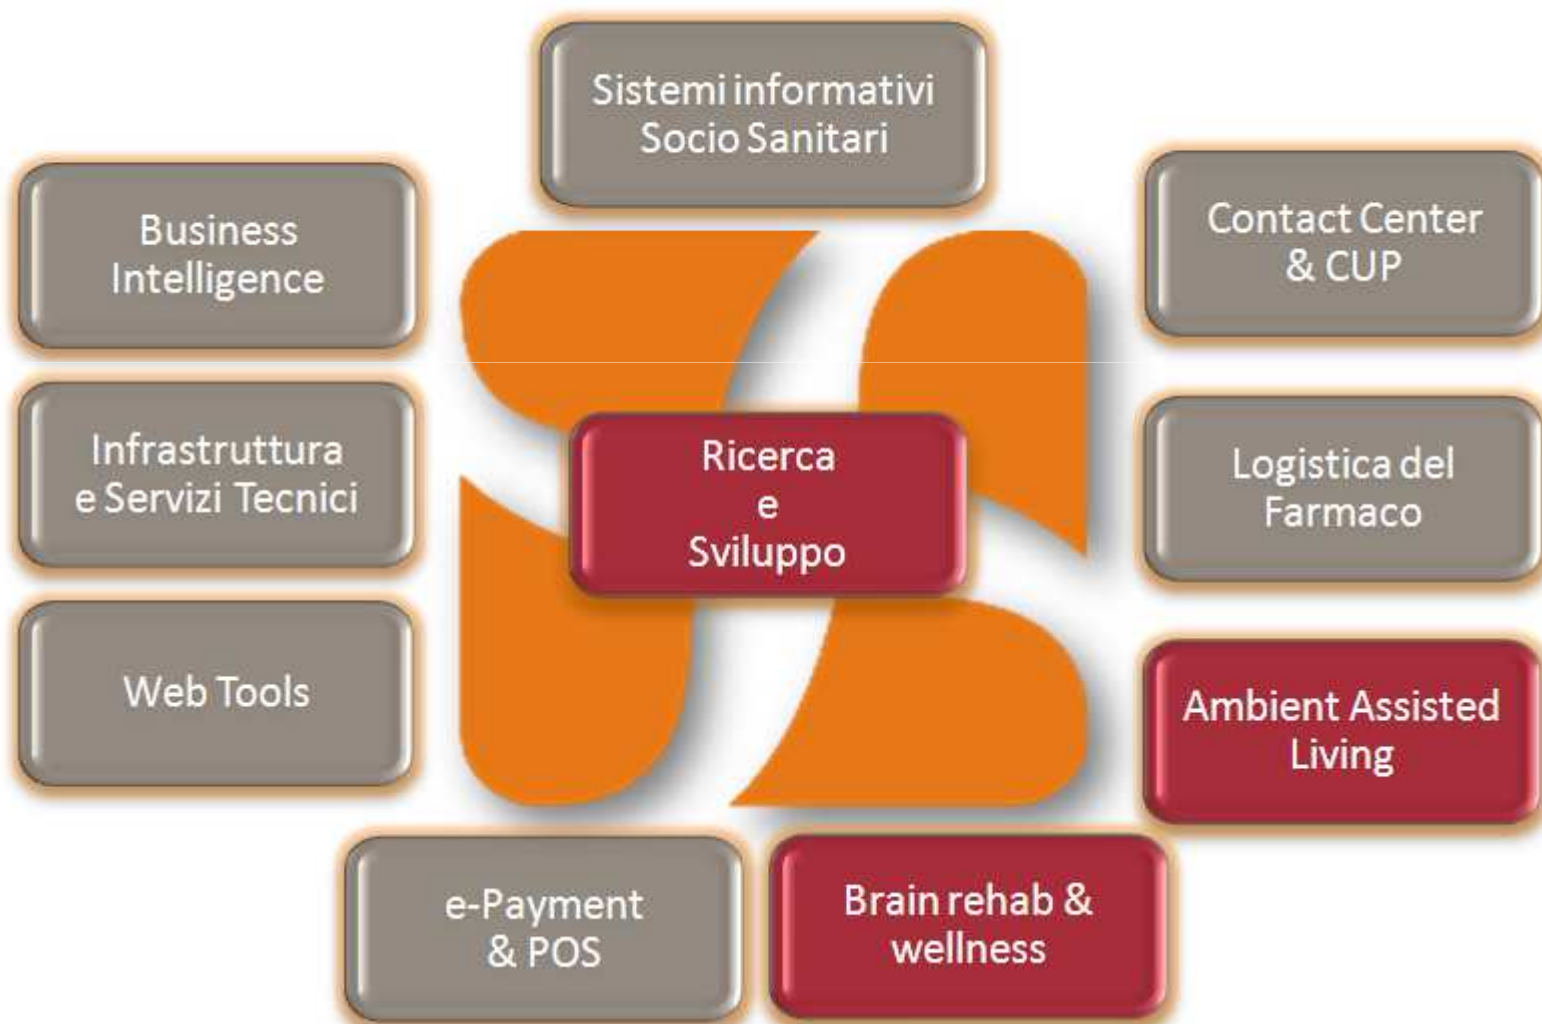 Sistemi informativi
Socio Sanitari
Business
Intelligence
Contact Center
& CUP
Infrastruttura
e Servizi Tecnici
Ricerca
e
Sviluppo
Logistica del
Farmaco
Web Tools
Ambient Assisted
Living
e-Payment
& POS
Brain rehab &
wellness